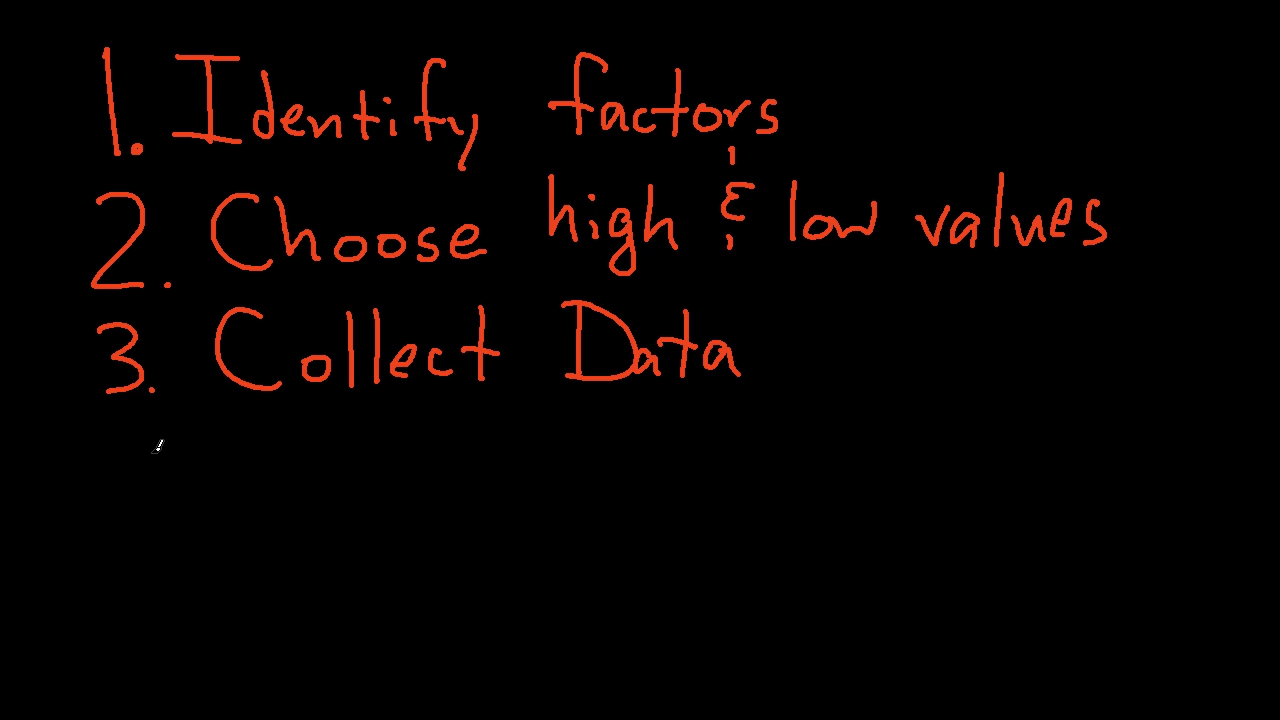 1. Identify factors
2. Choose high & low values
3. Collect Data